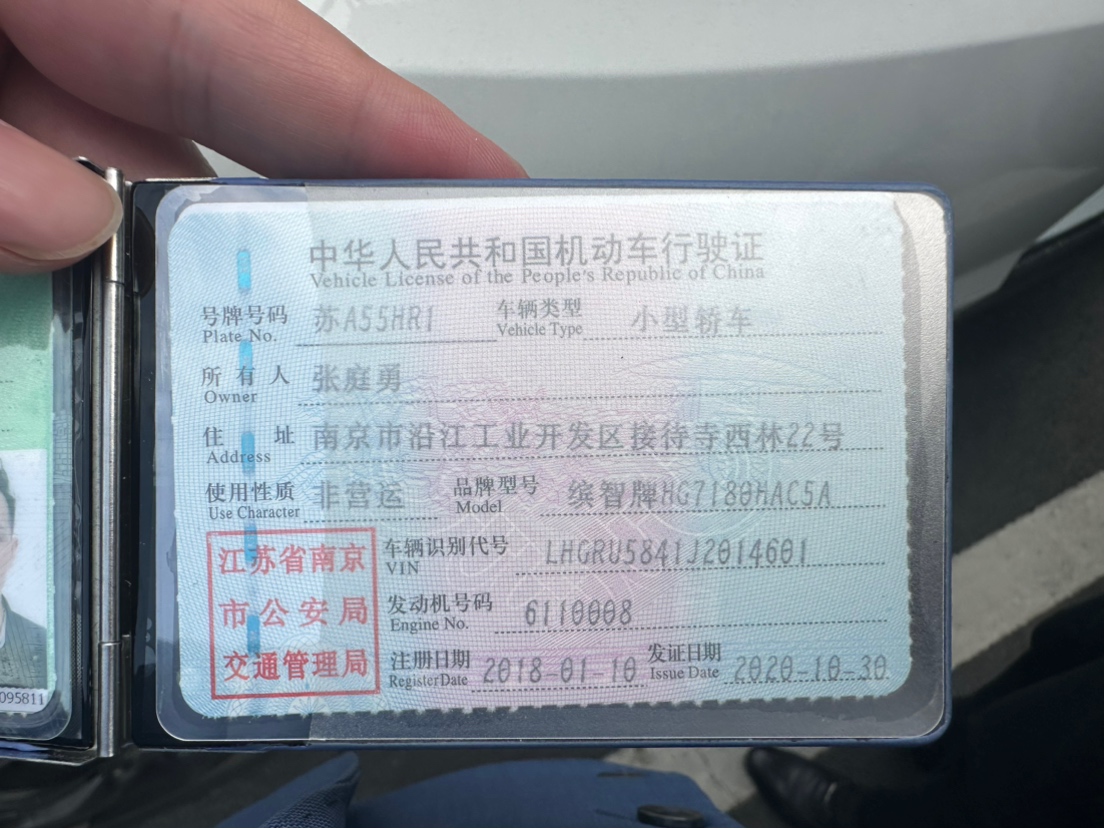 中华人民共和国机动车行驶证
Vehicle License of the People's Republic of China
号牌号码 苏A55HR1 车辆类型 小型轿车
Plate No. Vehicle Type
所有人 张庭勇
Owner
住址 南京市沿江工业开发区接待寺西林22号
Address
使用性质 非营运 品牌型号 缤智牌HG7180HAC5A
Use Character Model
江苏省南京
市公安局
交通管理局
车辆识别代号 LHGRU5841J2014601
VIN
发动机号码 6110008
Engine No.
注册日期 2018-01-10 发证日期 2020-10-30
Register Date Issue Date
095811